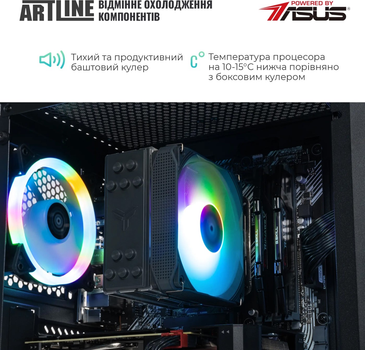 ARTLINE
ВІДМІННЕ ОХОЛОДЖЕННЯ
КОМПОНЕНТІВ
POWERED BY
ASUS
Тихий та продуктивний
баштовий кулер
C°
Температура процесора
на 10-15°C нижча порівняно
з боксовим кулером